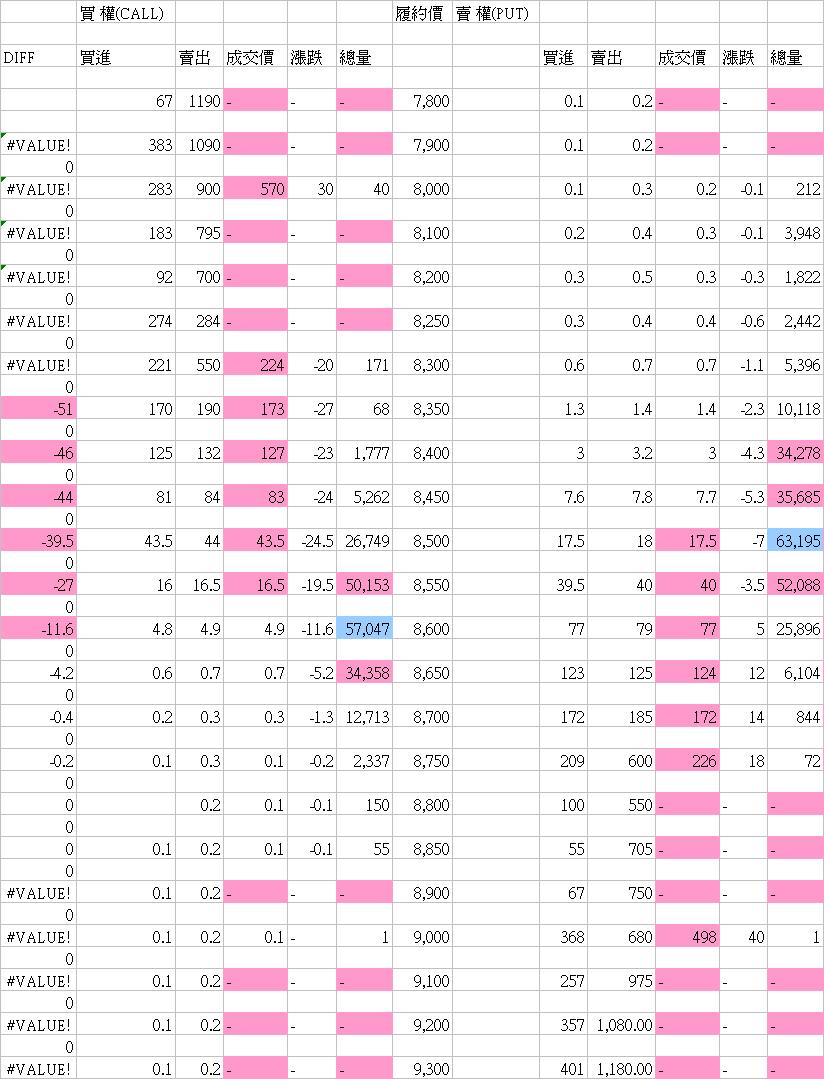 買 權(CALL) 履約價 賣 權(PUT)
DIFF 買進 賣出 成交價 漲跌 總量 買進 賣出 成交價 漲跌 總量
67 1190 - - - 7,800 0.1 0.2 - - -
#VALUE! 383 1090 - - - 7,900 0.1 0.2 - - -
0
#VALUE! 283 900 570 30 40 8,000 0.1 0.3 0.2 -0.1 212
0
#VALUE! 183 795 - - - 8,100 0.2 0.4 0.3 -0.1 3,948
0
#VALUE! 92 700 - - - 8,200 0.3 0.5 0.3 -0.3 1,822
0
#VALUE! 274 284 - - - 8,250 0.3 0.4 0.4 -0.6 2,442
0
#VALUE! 221 550 224 -20 171 8,300 0.6 0.7 0.7 -1.1 5,396
0
-51 170 190 173 -27 68 8,350 1.3 1.4 1.4 -2.3 10,118
0
-46 125 132 127 -23 1,777 8,400 3 3.2 3 -4.3 34,278
0
-44 81 84 83 -24 5,262 8,450 7.6 7.8 7.7 -5.3 35,685
0
-39.5 43.5 44 43.5 -24.5 26,749 8,500 17.5 18 17.5 -7 63,195
0
-27 16 16.5 16.5 -19.5 50,153 8,550 39.5 40 40 -3.5 52,088
0
-11.6 4.8 4.9 4.9 -11.6 57,047 8,600 77 79 77 5 25,896
0
-4.2 0.6 0.7 0.7 -5.2 34,358 8,650 123 125 124 12 6,104
0
-0.4 0.2 0.3 0.3 -1.3 12,713 8,700 172 185 172 14 844
0
-0.2 0.1 0.3 0.1 -0.2 2,337 8,750 209 600 226 18 72
0
0 0.2 0.1 -0.1 150 8,800 100 550 - - -
0
0 0.1 0.2 0.1 -0.1 55 8,850 55 705 - - -
0
#VALUE! 0.1 0.2 - - - 8,900 67 750 - - -
0
#VALUE! 0.1 0.2 0.1 - 1 9,000 368 680 498 40 1
0
#VALUE! 0.1 0.2 - - - 9,100 257 975 - - -
0
#VALUE! 0.1 0.2 - - - 9,200 357 1,080.00 - - -
0
#VALUE! 0.1 0.2 - - - 9,300 401 1,180.00 - - -